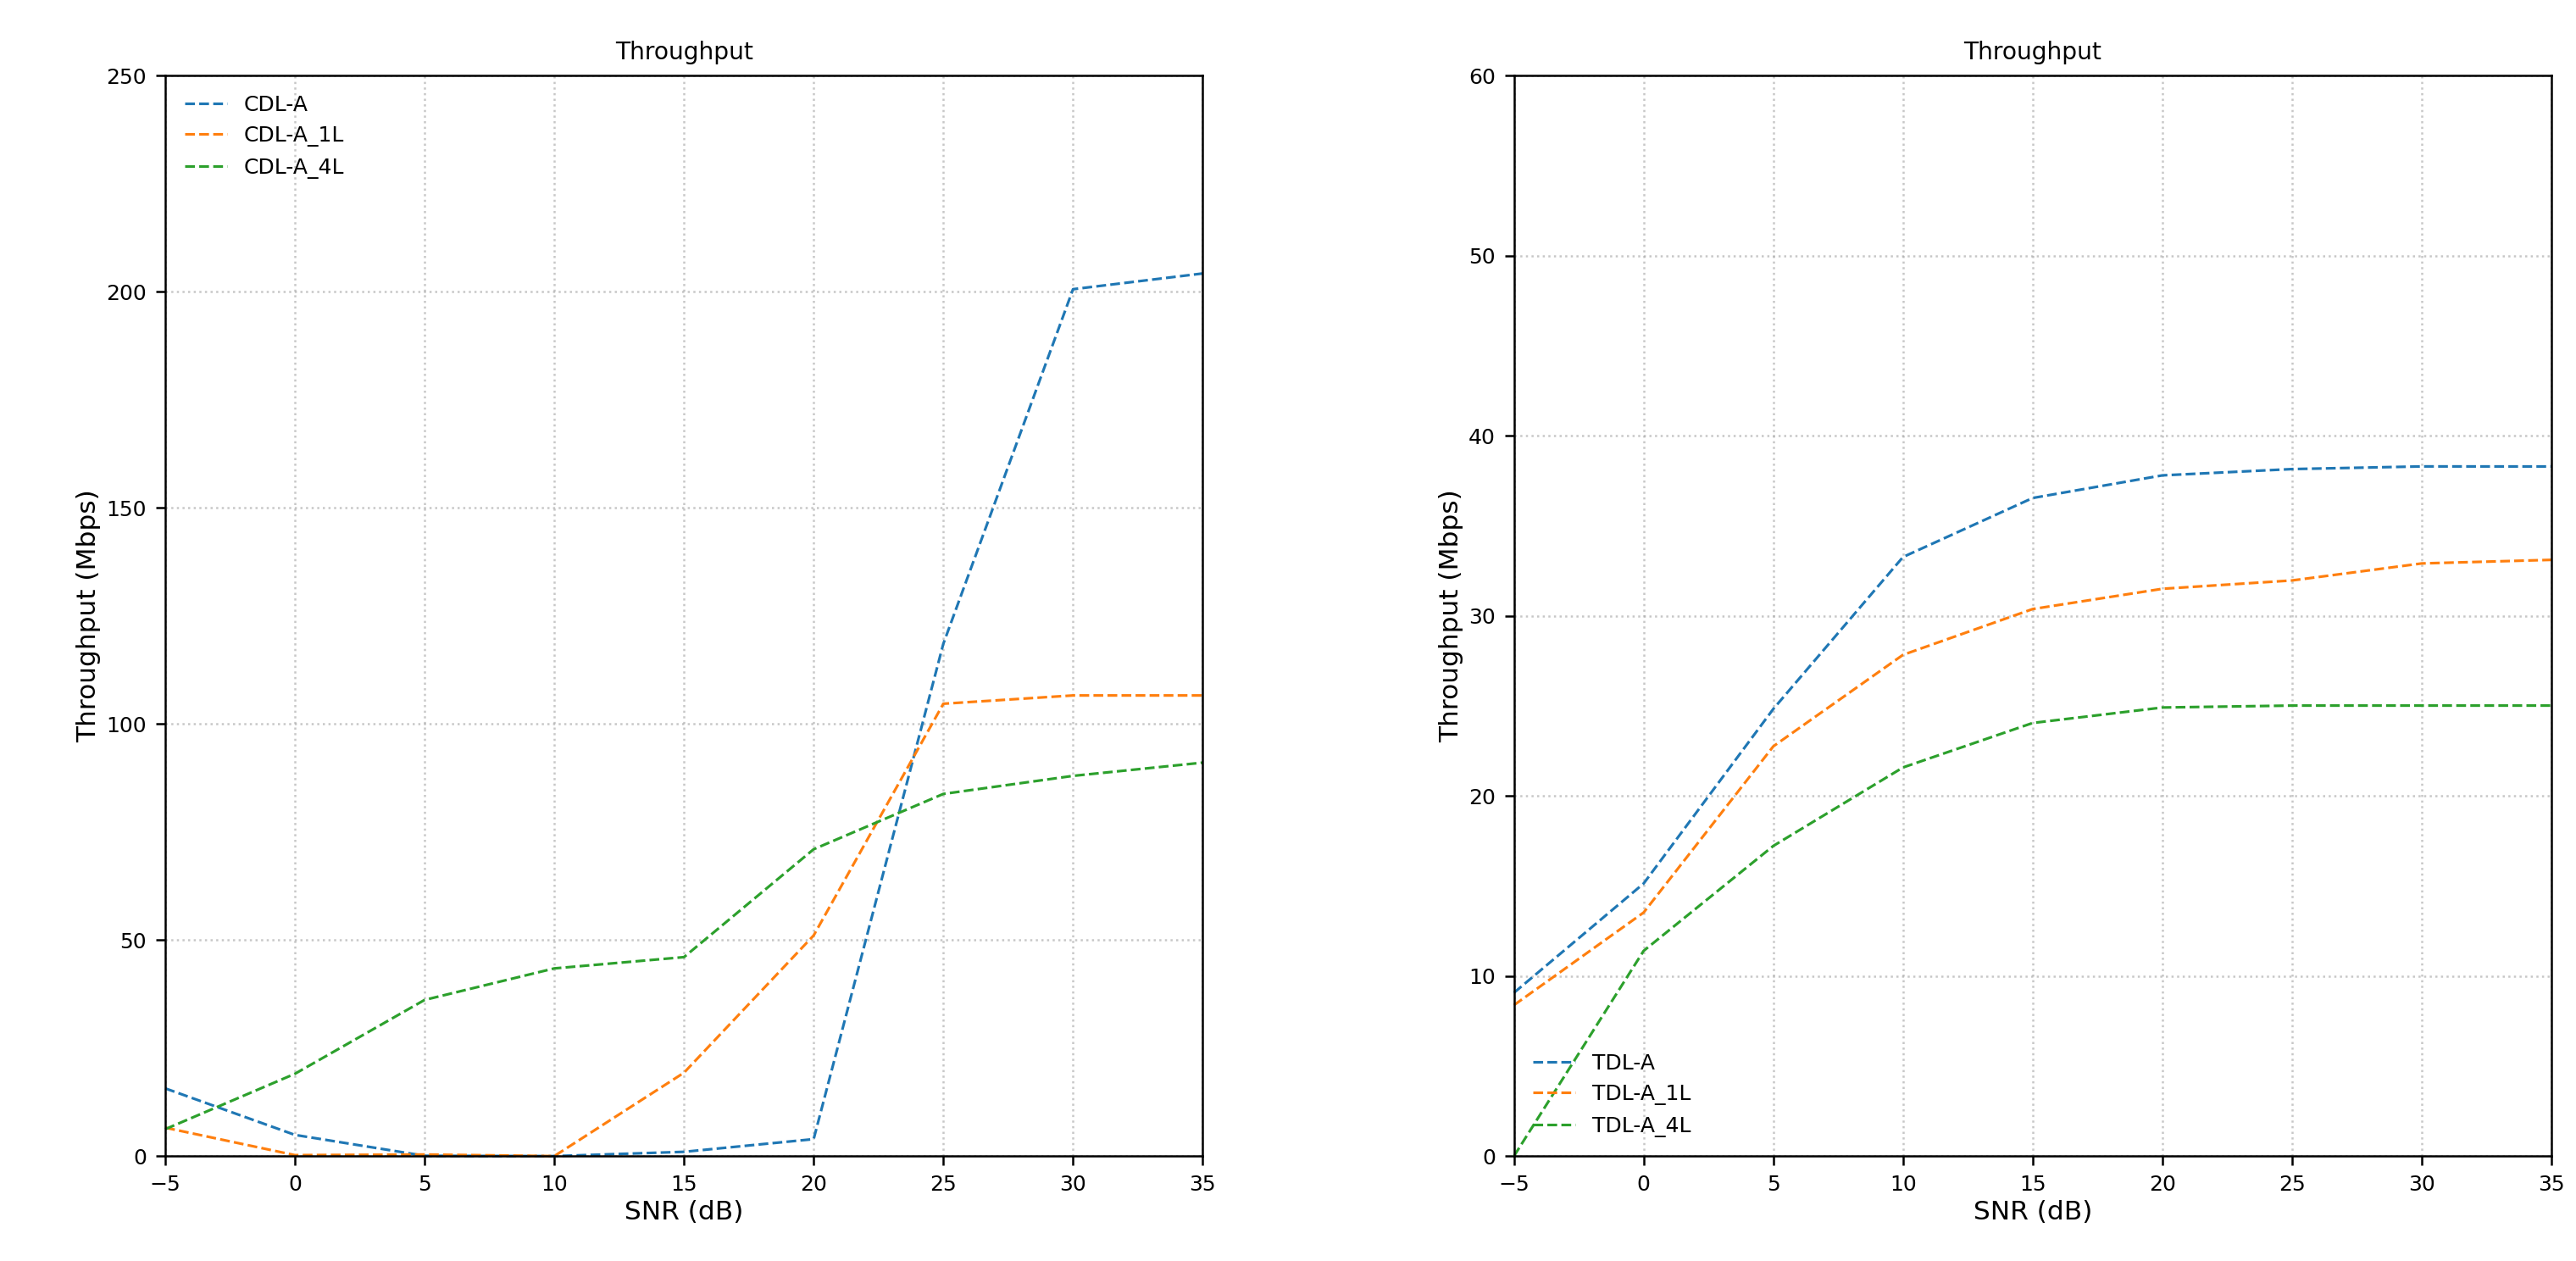 Throughput
250
200
150
100
50
0
Throughput (Mbps)
CDL-A
CDL-A_1L
CDL-A_4L
−5 0 5 10 15 20 25 30 35
SNR (dB)
Throughput
60
50
40
30
20
10
0
Throughput (Mbps)
TDL-A
TDL-A_1L
TDL-A_4L
−5 0 5 10 15 20 25 30 35
SNR (dB)